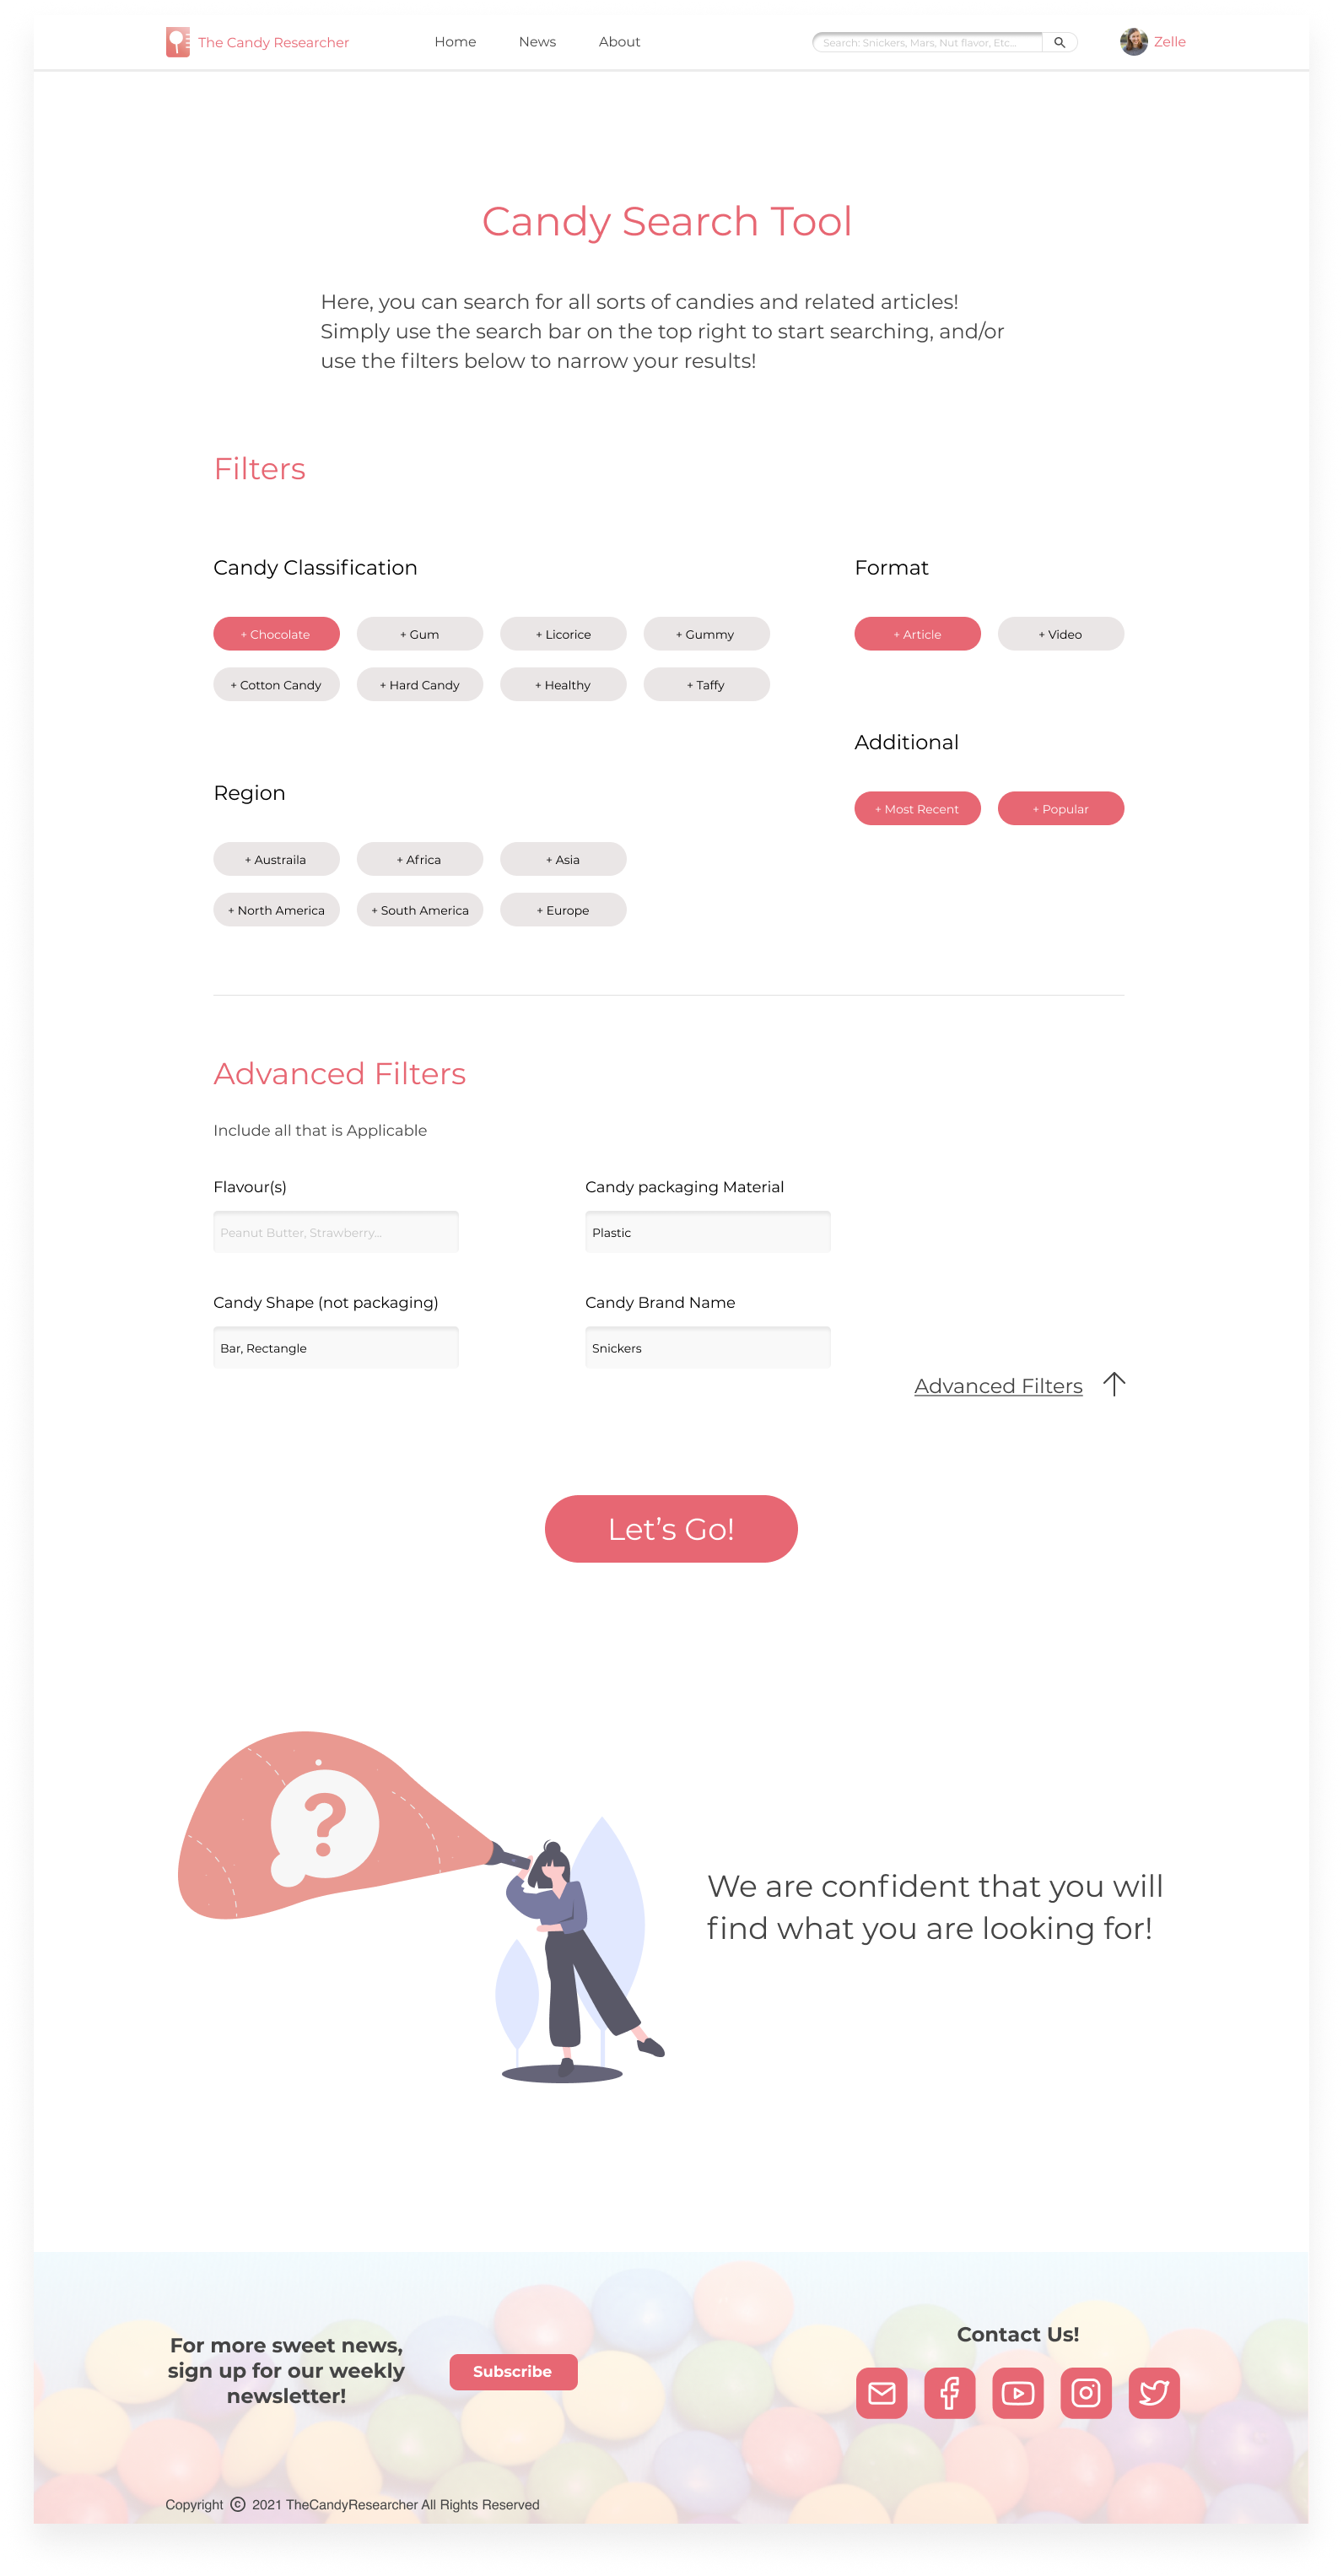 The Candy Researcher
Home
News
About
Search: Snickers, Mars, Nut flavor, Etc...
Zelle
Candy Search Tool
Here, you can search for all sorts of candies and related articles!
Simply use the search bar on the top right to start searching, and/or
use the filters below to narrow your results!
Filters
Candy Classification
+ Chocolate
+ Gum
+ Licorice
+ Gummy
+ Cotton Candy
+ Hard Candy
+ Healthy
+ Taffy
Format
+ Article
+ Video
Additional
+ Most Recent
+ Popular
Region
+ Austraila
+ Africa
+ Asia
+ North America
+ South America
+ Europe
Advanced Filters
Include all that is Applicable
Flavour(s)
Peanut Butter, Strawberry...
Candy packaging Material
Plastic
Candy Shape (not packaging)
Bar, Rectangle
Candy Brand Name
Snickers
Advanced Filters
Let's Go!
?
We are confident that you will
find what you are looking for!
For more sweet news,
sign up for our weekly
newsletter!
Subscribe
Contact Us!
Copyright © 2021 TheCandyResearcher All Rights Reserved